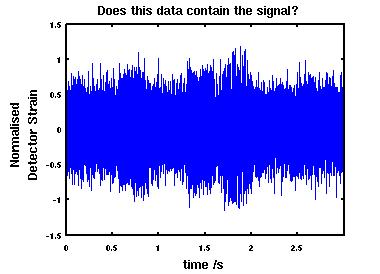 Does this data contain the signal?
1.5
1
0.5
0
-0.5
-1
-1.5
Normalised
Detector Strain
0 0.5 1 1.5 2 2.5
time /s